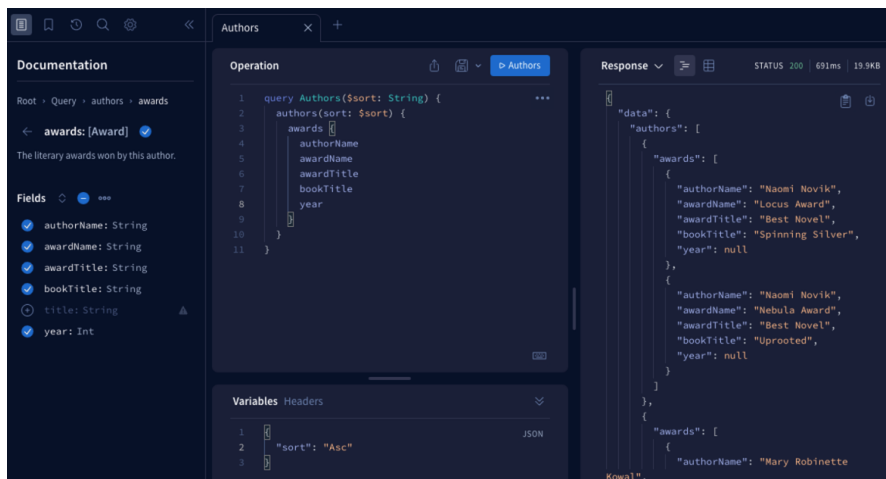 Authors
Documentation
Root › Query › authors › awards
awards: [Award]
The literary awards won by this author.
Fields
authorName: String
awardName: String
awardTitle: String
bookTitle: String
title: String
year: Int
Operation
Authors
1 query Authors($sort: String) {
2 authors(sort: $sort) {
3 awards {
4 authorName
5 awardName
6 awardTitle
7 bookTitle
8 year
9 }
10 }
11 }
Variables Headers
JSON
1 {
2 "sort": "Asc"
3 }
Response
STATUS 200 | 691ms | 19.9KB
{
"data": {
"authors": [
{
"awards": [
{
"authorName": "Naomi Novik",
"awardName": "Locus Award",
"awardTitle": "Best Novel",
"bookTitle": "Spinning Silver",
"year": null
},
{
"authorName": "Naomi Novik",
"awardName": "Nebula Award",
"awardTitle": "Best Novel",
"bookTitle": "Uprooted",
"year": null
}
]
},
{
"awards": [
{
"authorName": "Mary Robinette
Kowal",